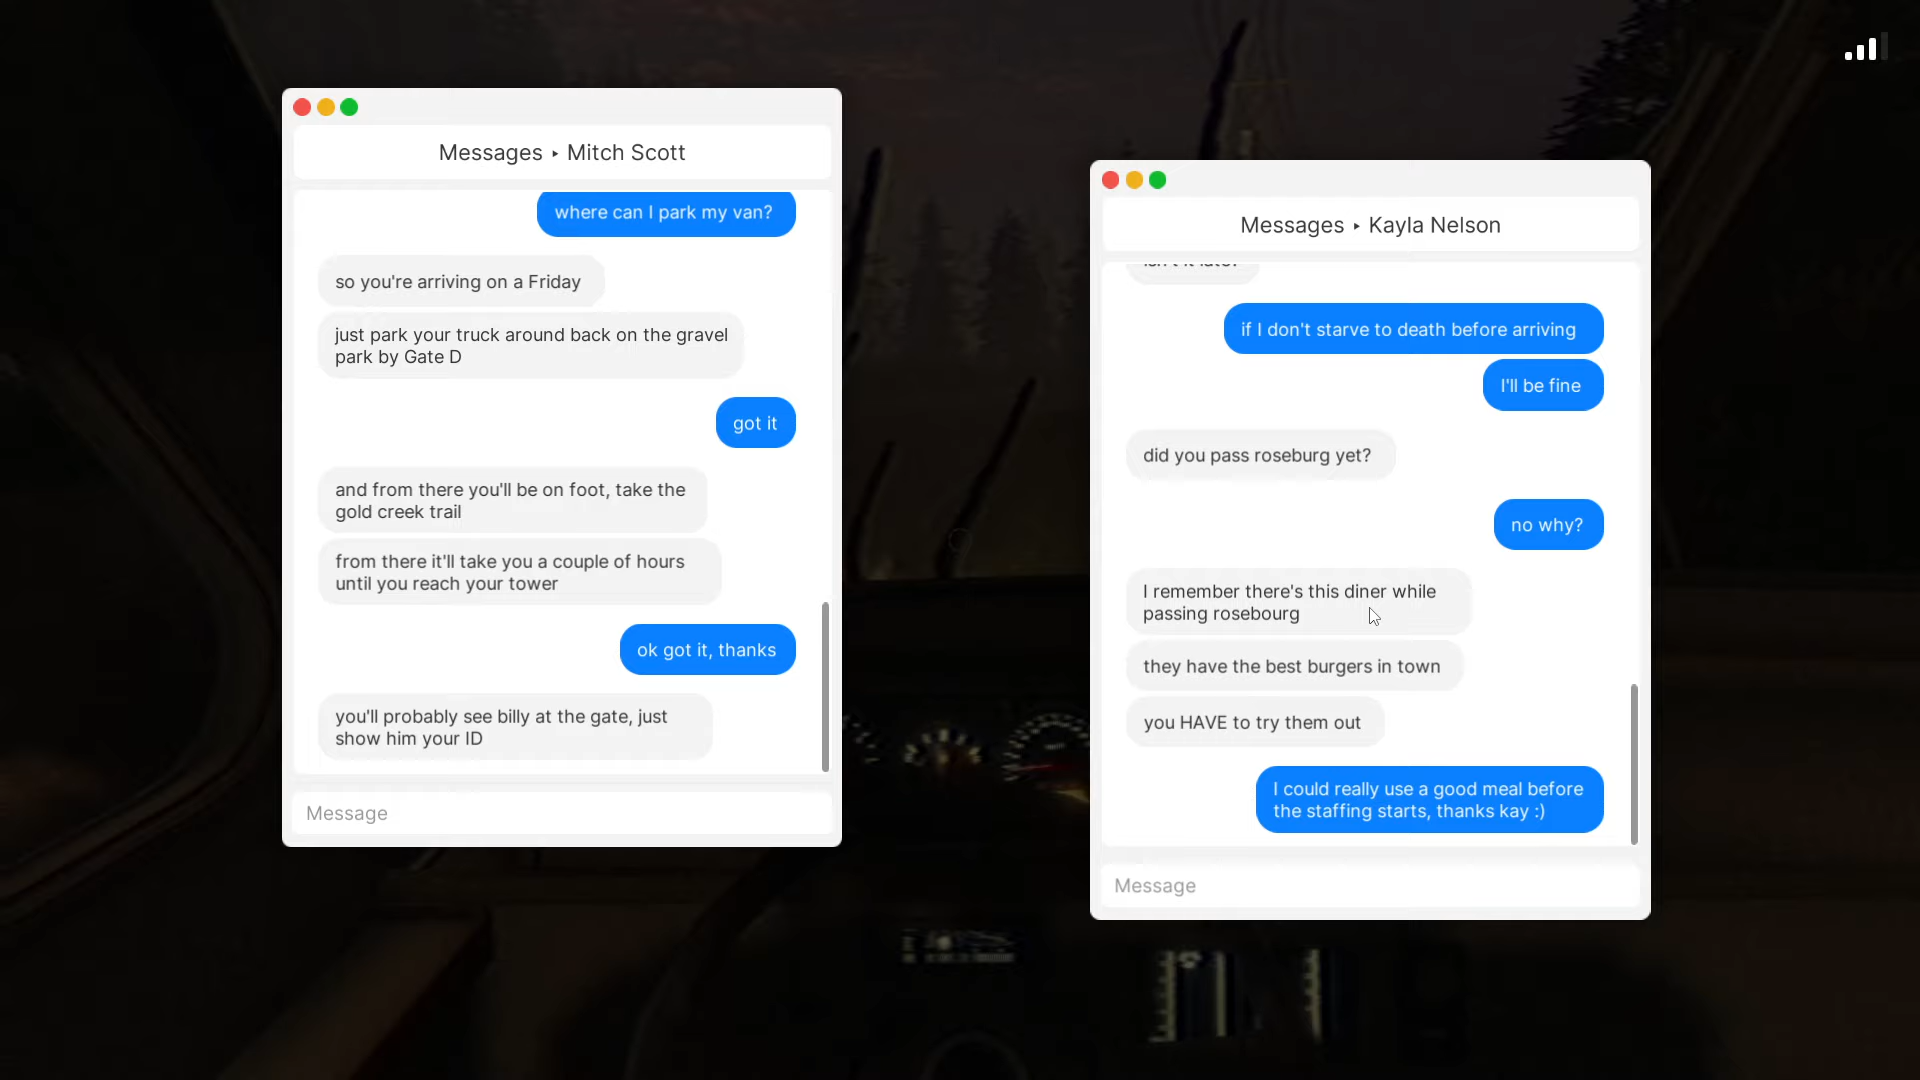 Messages ▸ Mitch Scott
where can I park my van?
so you're arriving on a Friday
just park your truck around back on the gravel
park by Gate D
got it
and from there you'll be on foot, take the
gold creek trail
from there it'll take you a couple of hours
until you reach your tower
ok got it, thanks
you'll probably see billy at the gate, just
show him your ID
Message
Messages ▸ Kayla Nelson
if I don't starve to death before arriving
I'll be fine
did you pass roseburg yet?
no why?
I remember there's this diner while
passing rosebourg
they have the best burgers in town
you HAVE to try them out
I could really use a good meal before
the staffing starts, thanks kay :)
Message